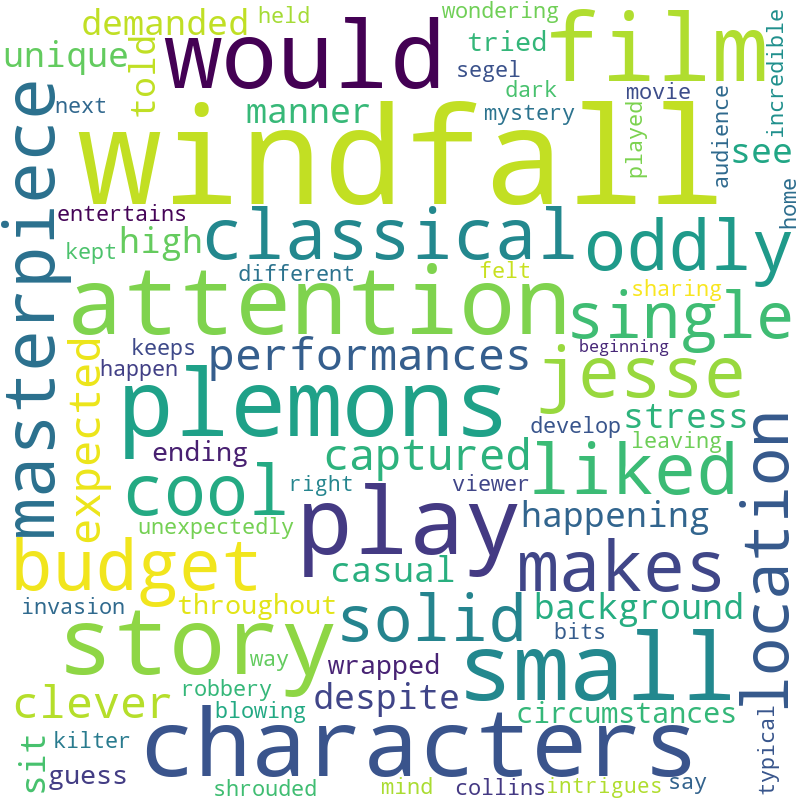 demanded
held
wondering
would
film
unique
told
tried
segel
incredible
next
manner
dark
movie
mystery
windfall
played
audience
see
masterpiece
entertains
home
high
classical
oddly
kept
different
felt
attention
sharing
single
expected
keeps
performances
beginning
happen
jesse
plemons
develop
stress
leaving
location
ending
captured
liked
cool
right
viewer
unexpectedly
play
happening
budget
casual
makes
invasion
throughout
solid
background
bits
story
way
wrapped
small
robbery
despite
clever
blowing
circumstances
typical
characters
sit
kilter
guess
shrouded
mind
collins
intrigues
say